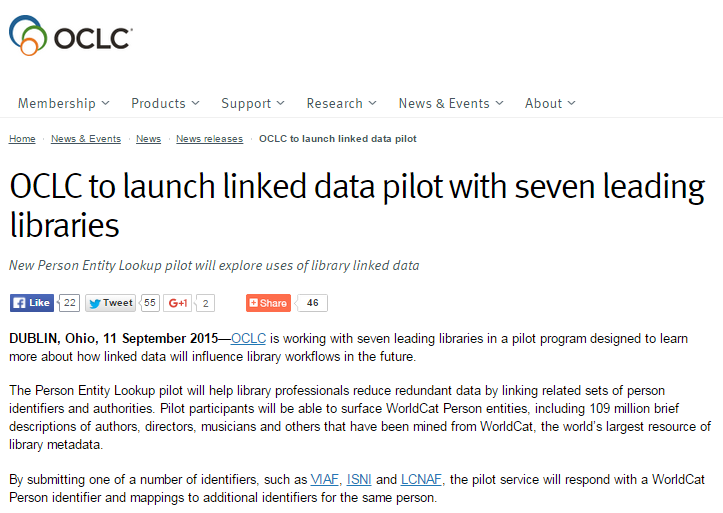 OCLC
Membership Products Support Research News & Events About
Home News & Events News News releases OCLC to launch linked data pilot
OCLC to launch linked data pilot with seven leading
libraries
New Person Entity Lookup pilot will explore uses of library linked data
Like 22 Tweet 55 G+1 2 Share 46
DUBLIN, Ohio, 11 September 2015—OCLC is working with seven leading libraries in a pilot program designed to learn
more about how linked data will influence library workflows in the future.
The Person Entity Lookup pilot will help library professionals reduce redundant data by linking related sets of person
identifiers and authorities. Pilot participants will be able to surface WorldCat Person entities, including 109 million brief
descriptions of authors, directors, musicians and others that have been mined from WorldCat, the world's largest resource of
library metadata.
By submitting one of a number of identifiers, such as VIAF, ISNI and LCNAF, the pilot service will respond with a WorldCat
Person identifier and mappings to additional identifiers for the same person.